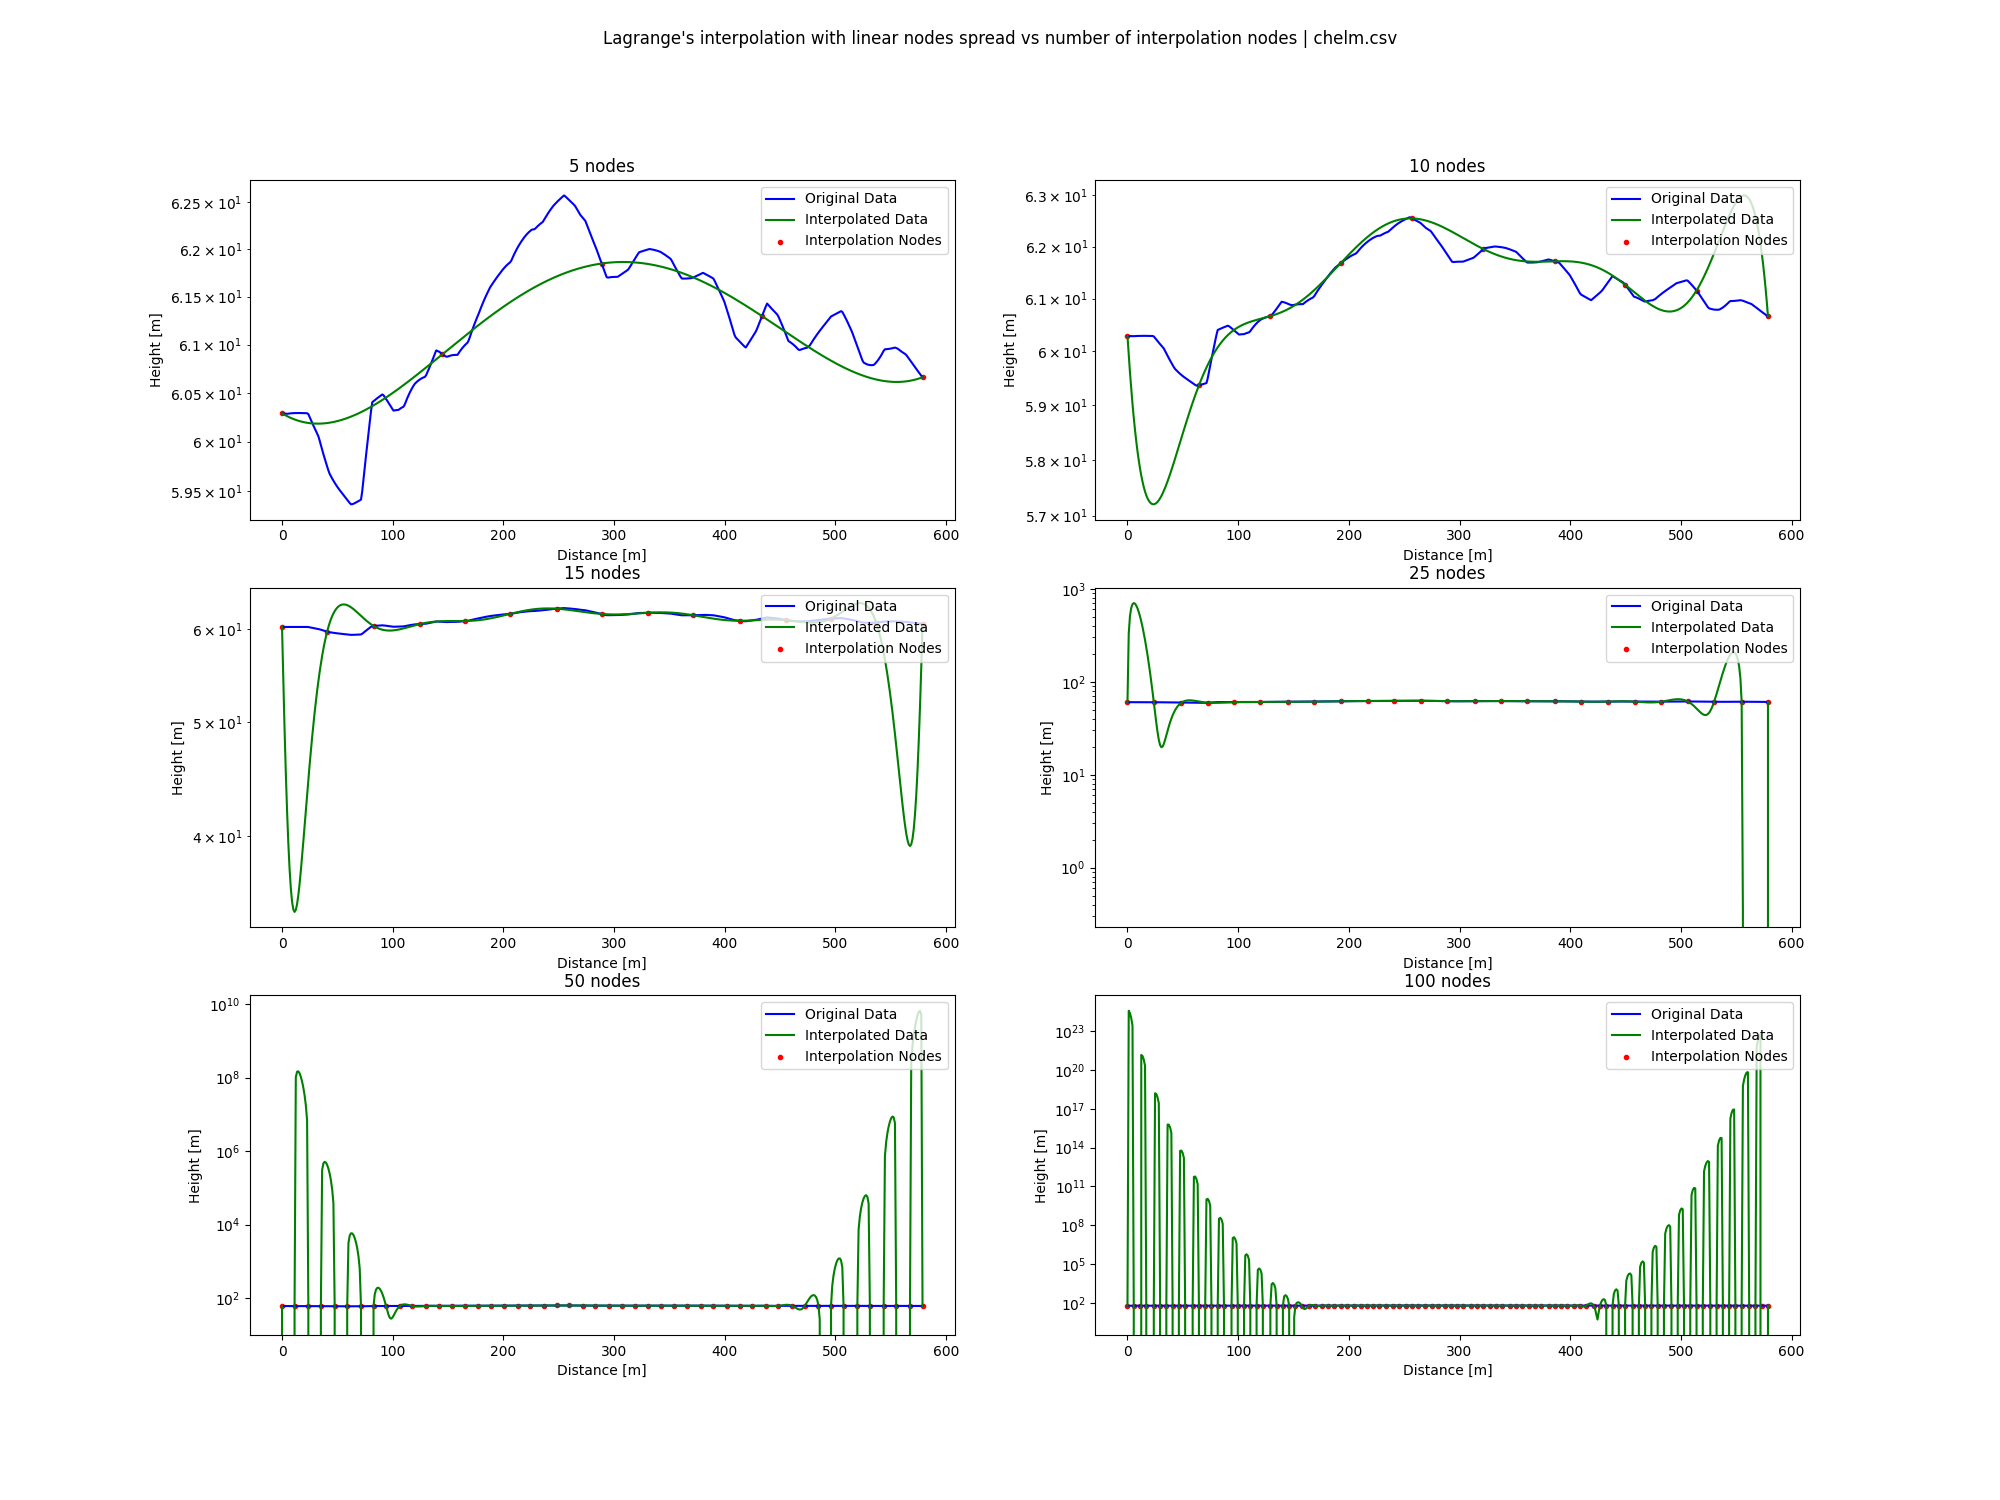 Lagrange's interpolation with linear nodes spread vs number of interpolation nodes | chelm.csv
5 nodes
Original Data
Interpolated Data
Interpolation Nodes
Height [m]
6.25 × 10¹
6.2 × 10¹
6.15 × 10¹
6.1 × 10¹
6.05 × 10¹
6 × 10¹
5.95 × 10¹
0 100 200 300 400 500 600
Distance [m]
10 nodes
Original Data
Interpolated Data
Interpolation Nodes
Height [m]
6.3 × 10¹
6.2 × 10¹
6.1 × 10¹
6 × 10¹
5.9 × 10¹
5.8 × 10¹
5.7 × 10¹
0 100 200 300 400 500 600
Distance [m]
15 nodes
Original Data
Interpolated Data
Interpolation Nodes
Height [m]
6 × 10¹
5 × 10¹
4 × 10¹
0 100 200 300 400 500 600
Distance [m]
25 nodes
Original Data
Interpolated Data
Interpolation Nodes
Height [m]
10³
10²
10¹
10⁰
0 100 200 300 400 500 600
Distance [m]
50 nodes
Original Data
Interpolated Data
Interpolation Nodes
Height [m]
10¹⁰
10⁸
10⁶
10⁴
10²
0 100 200 300 400 500 600
Distance [m]
100 nodes
Original Data
Interpolated Data
Interpolation Nodes
Height [m]
10²³
10²⁰
10¹⁷
10¹⁴
10¹¹
10⁸
10⁵
10²
0 100 200 300 400 500 600
Distance [m]